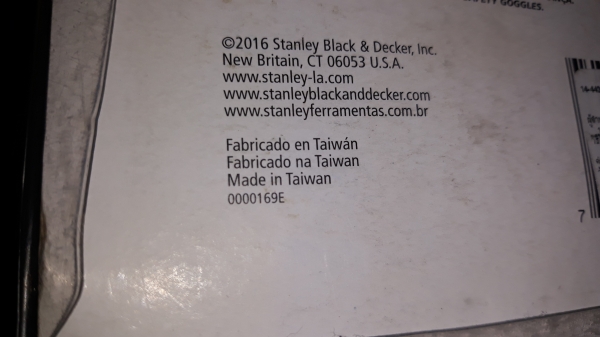 GOGGLES.
©2016 Stanley Black & Decker, Inc.
New Britain, CT 06053 U.S.A.
www.stanley-la.com
www.stanleyblackanddecker.com
www.stanleyferramentas.com.br
Fabricado en Taiwán
Fabricado na Taiwan
Made in Taiwan
0000169E
7